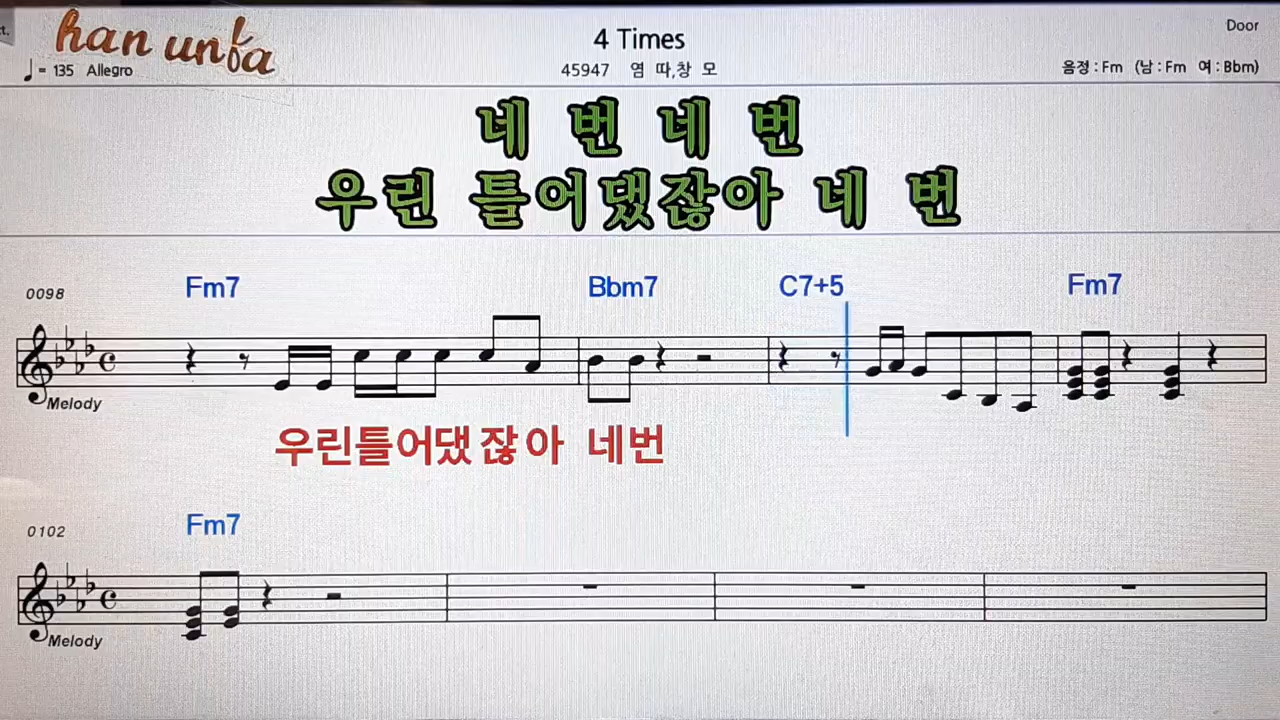 han unfa
t.
♩= 135 Allegro
4 Times
45947 염 따,창 모
Door
음정 : Fm (남 : Fm 여 : Bbm)
네 번 네 번
우린 틀어댔잖아 네 번
0098
Fm7 Bbm7 C7+5 Fm7
Melody
우린틀어댔잖아 네번
0102
Fm7
Melody